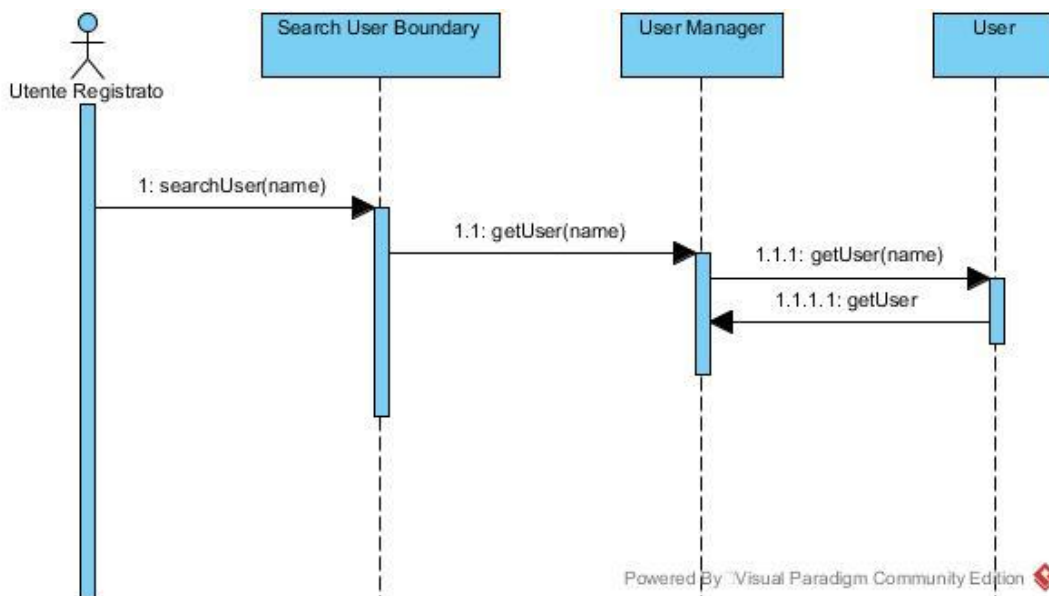 Search User Boundary
User Manager
User
Utente Registrato
1: searchUser(name)
1.1: getUser(name)
1.1.1: getUser(name)
1.1.1.1: getUser
Powered By Visual Paradigm Community Edition